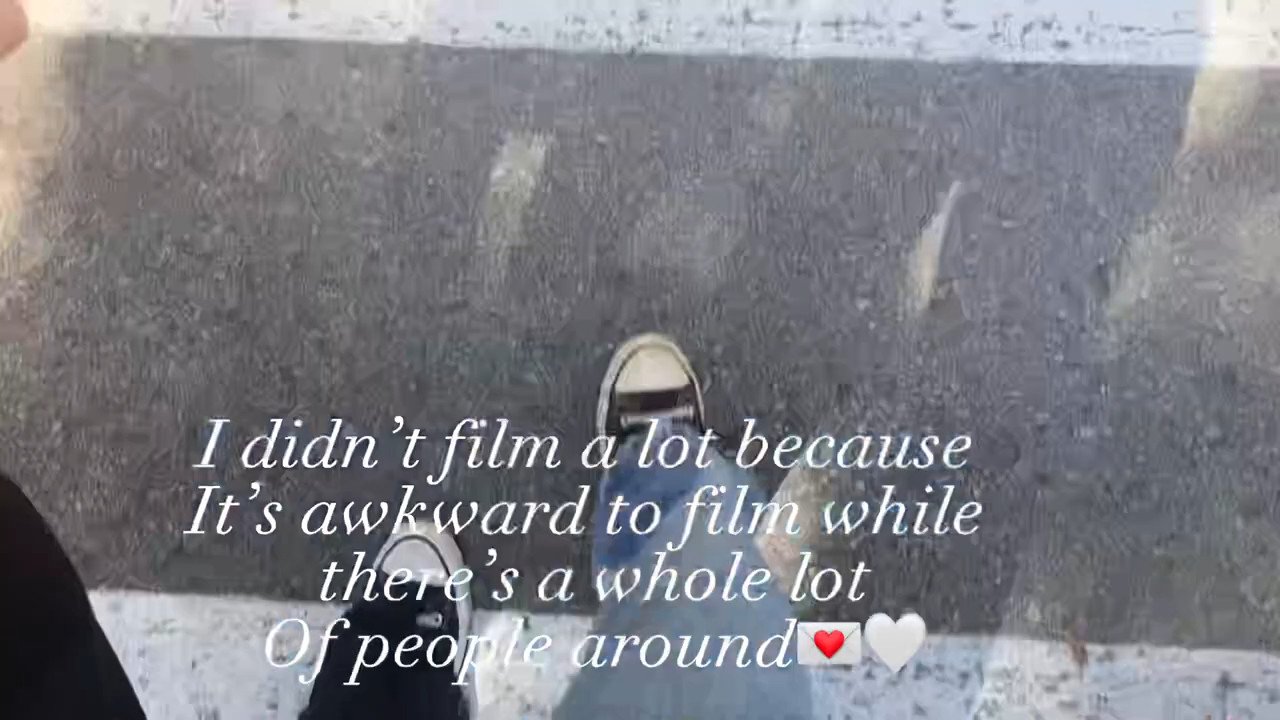 I didn’t film a lot because
It’s awkward to film while
there’s a whole lot
Of people around💌🤍